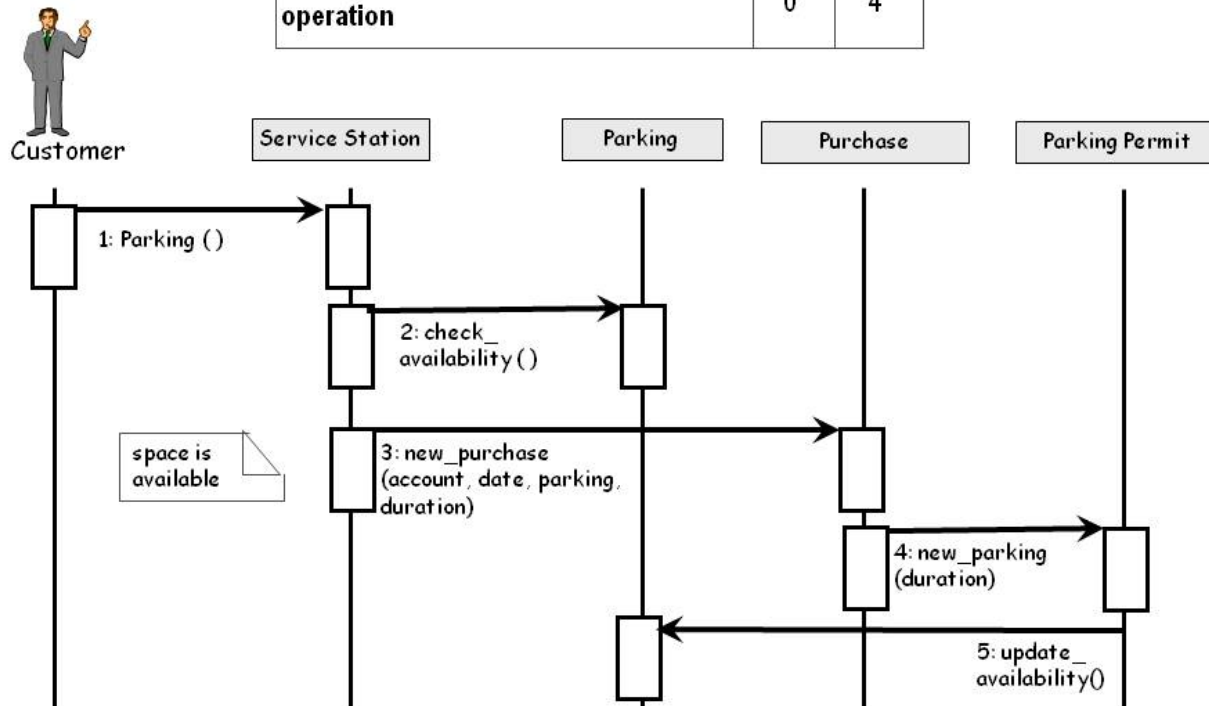 operation 0 4
Customer
Service Station
Parking
Purchase
Parking Permit
1: Parking ( )
2: check_
availability ( )
space is
available
3: new_purchase
(account, date, parking,
duration)
4: new_parking
(duration)
5: update_
availability()